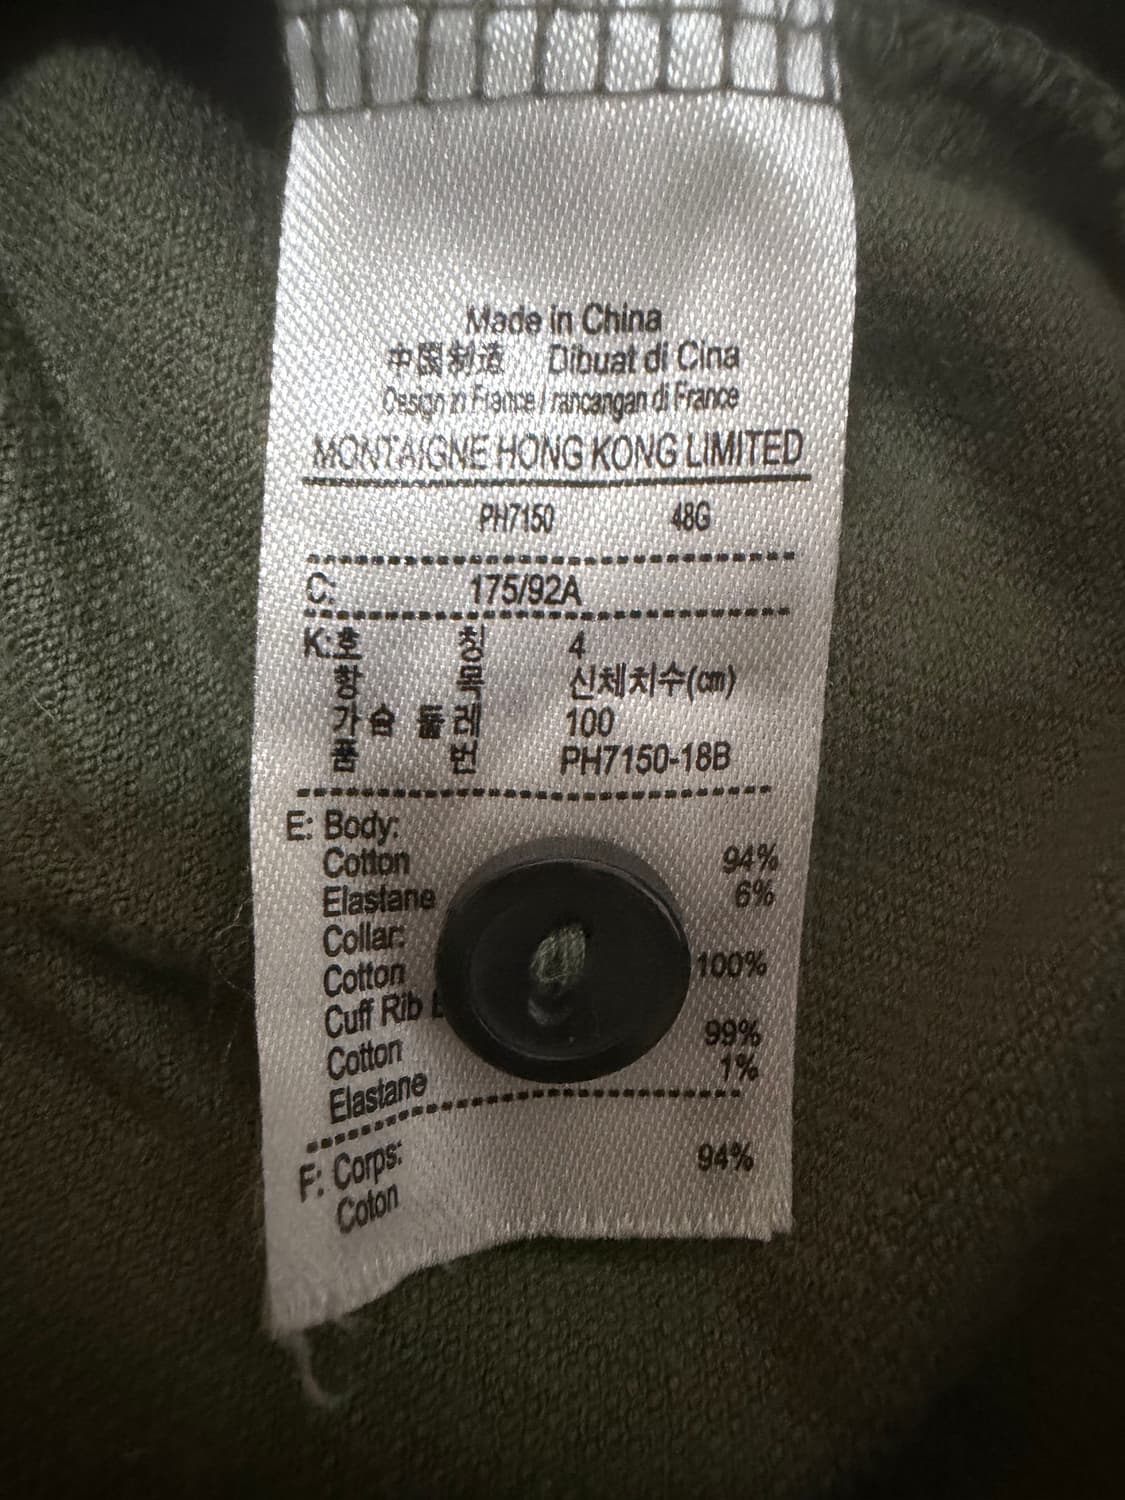 Made in China
中国制造 Dibuat di Cina
Design in France / rancangan di France
MONTAIGNE HONG KONG LIMITED
PH7150 48G
C: 175/92A
K: 호 칭 4
항 목 신체치수(cm)
가 슴 둘 레 100
품 번 PH7150-18B
E: Body:
Cotton 94%
Elastane 6%
Collar:
Cotton 100%
Cuff Rib
Cotton 99%
Elastane 1%
F: Corps:
Coton 94%